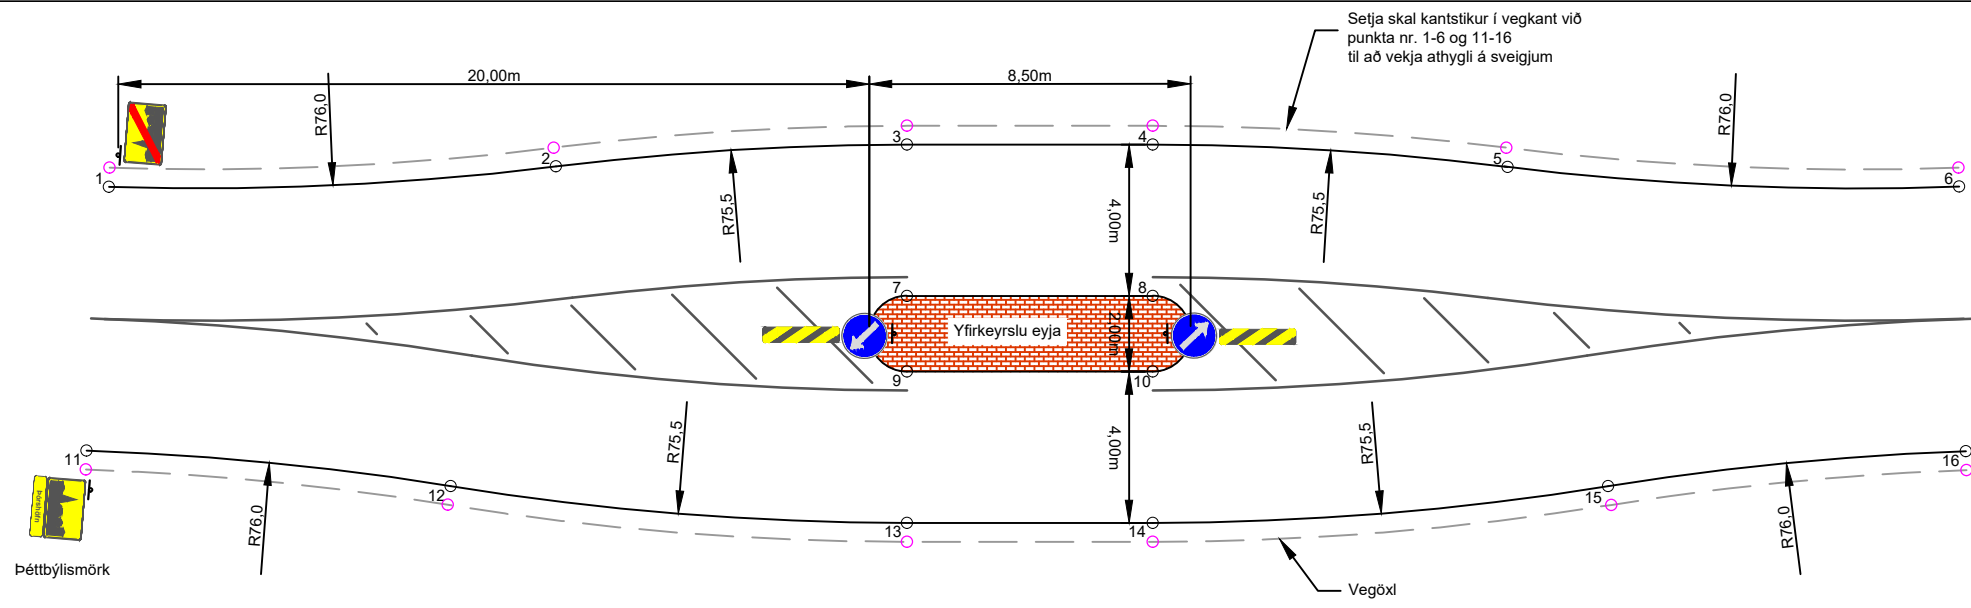 Setja skal kantstikur í vegkant við
punkta nr. 1-6 og 11-16
til að vekja athygli á sveigjum
20,00m
8,50m
R76,0
R76,0
1
2
3
4
5
6
R75,5
R75,5
4,00m
7
8
Yfirkeyrslu eyja
2,00m
9
10
4,00m
R75,5
R75,5
11
12
13
14
15
16
Þórshöfn
R76,0
R76,0
Þéttbýlismörk
Vegöxl